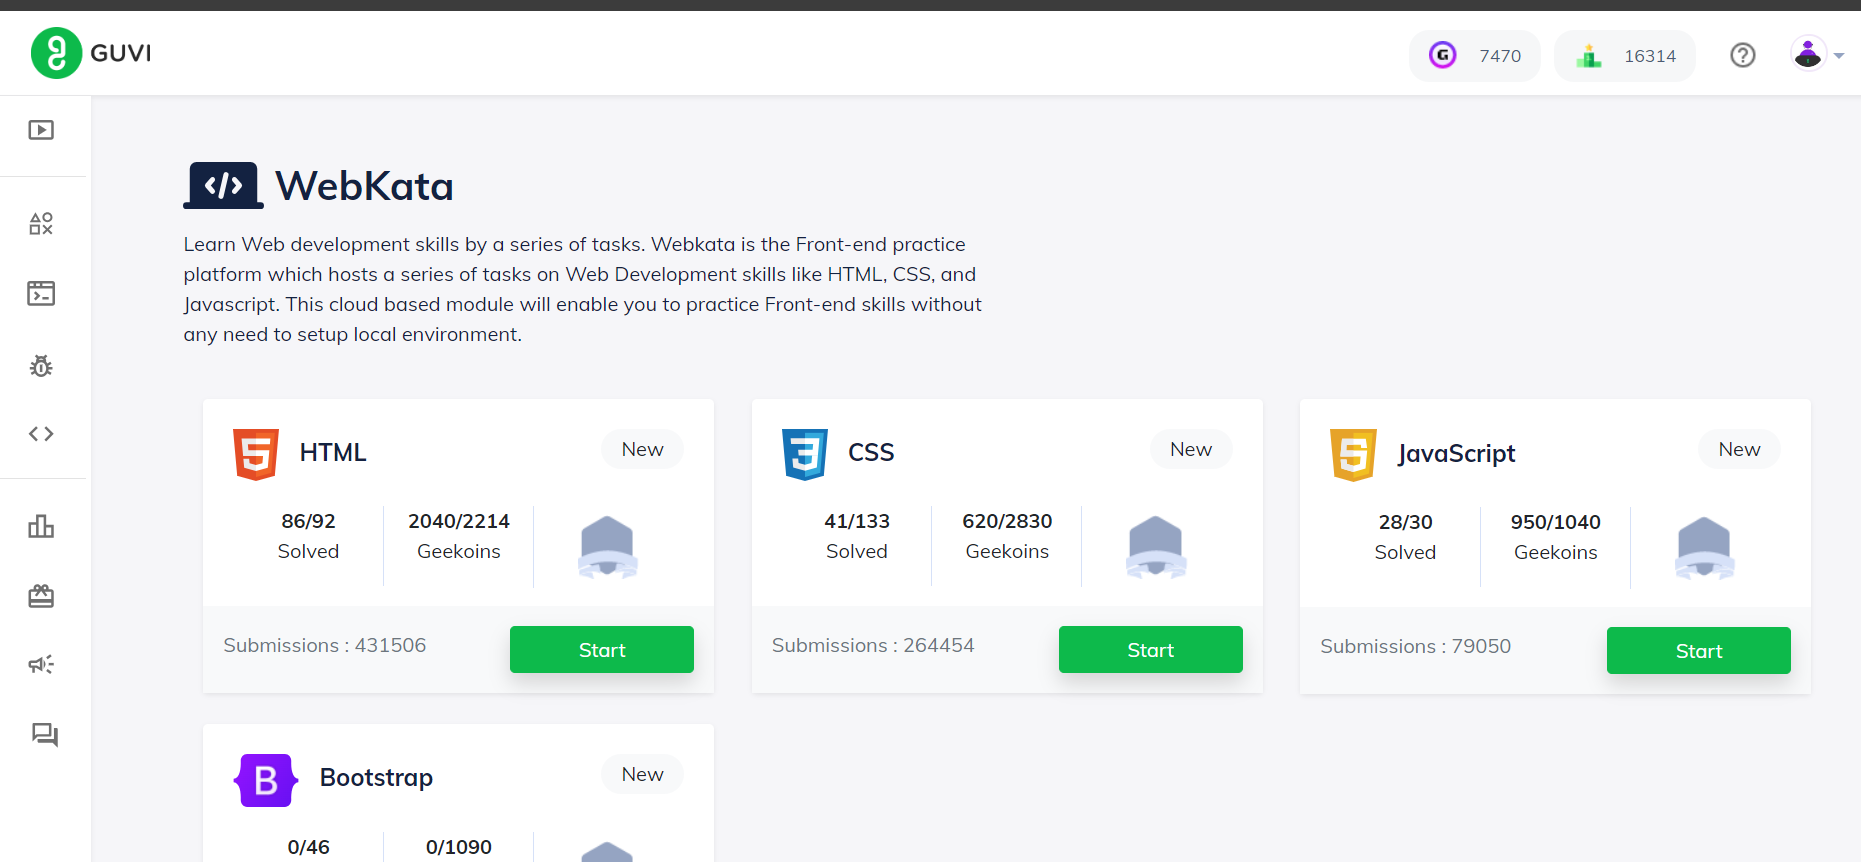 GUVI
7470
16314
WebKata
Learn Web development skills by a series of tasks. Webkata is the Front-end practice
platform which hosts a series of tasks on Web Development skills like HTML, CSS, and
Javascript. This cloud based module will enable you to practice Front-end skills without
any need to setup local environment.
HTML
New
86/92
Solved
2040/2214
Geekoins
Submissions : 431506
Start
CSS
New
41/133
Solved
620/2830
Geekoins
Submissions : 264454
Start
JavaScript
New
28/30
Solved
950/1040
Geekoins
Submissions : 79050
Start
Bootstrap
New
0/46
0/1090